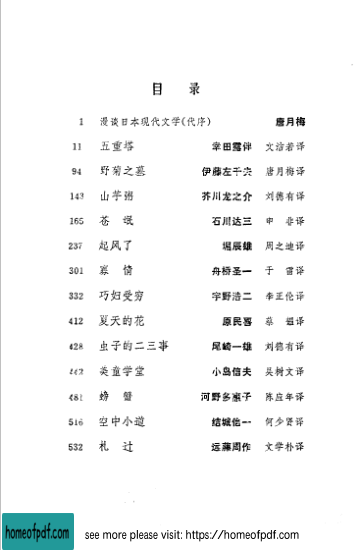 目 录
1 漫谈日本现代文学(代序) 唐月梅
11 五重塔 幸田露伴 文洁若译
94 野菊之墓 伊藤左千夫 唐月梅译
143 山芋粥 芥川龙之介 刘德有译
165 苍 氓 石川达三 申 非译
237 起风了 堀辰雄 周之迪译
301 寡 情 舟桥圣一 于 雷译
332 巧妇受穷 宇野浩二 李正伦译
412 夏天的花 原民喜 译
428 虫子的二三事 尾崎一雄 刘德有译
442 美童学堂 小岛信夫 吴树文译
481 螃 蟹 河野多惠子 陈应年译
516 空中小道 结城信一 何少贤译
532 札 记 远藤周作 文学朴译
homeofpdf.com
see more please visit: https://homeofpdf.com